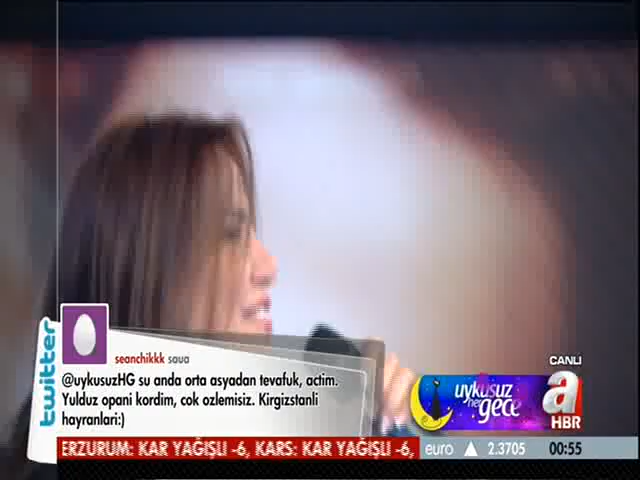 twitter
seanchikkk saua
@uykusuzHG su anda orta asyadan tevafuk, actim.
Yulduz opani kordim, cok ozlemisiz. Kirgizstanli
hayranlari:)
CANLI
uykusuz
her
gece
a
HBR
ERZURUM: KAR YAĞIŞLI -6, KARS: KAR YAĞIŞLI -6,
euro ▲ 2.3705 00:55